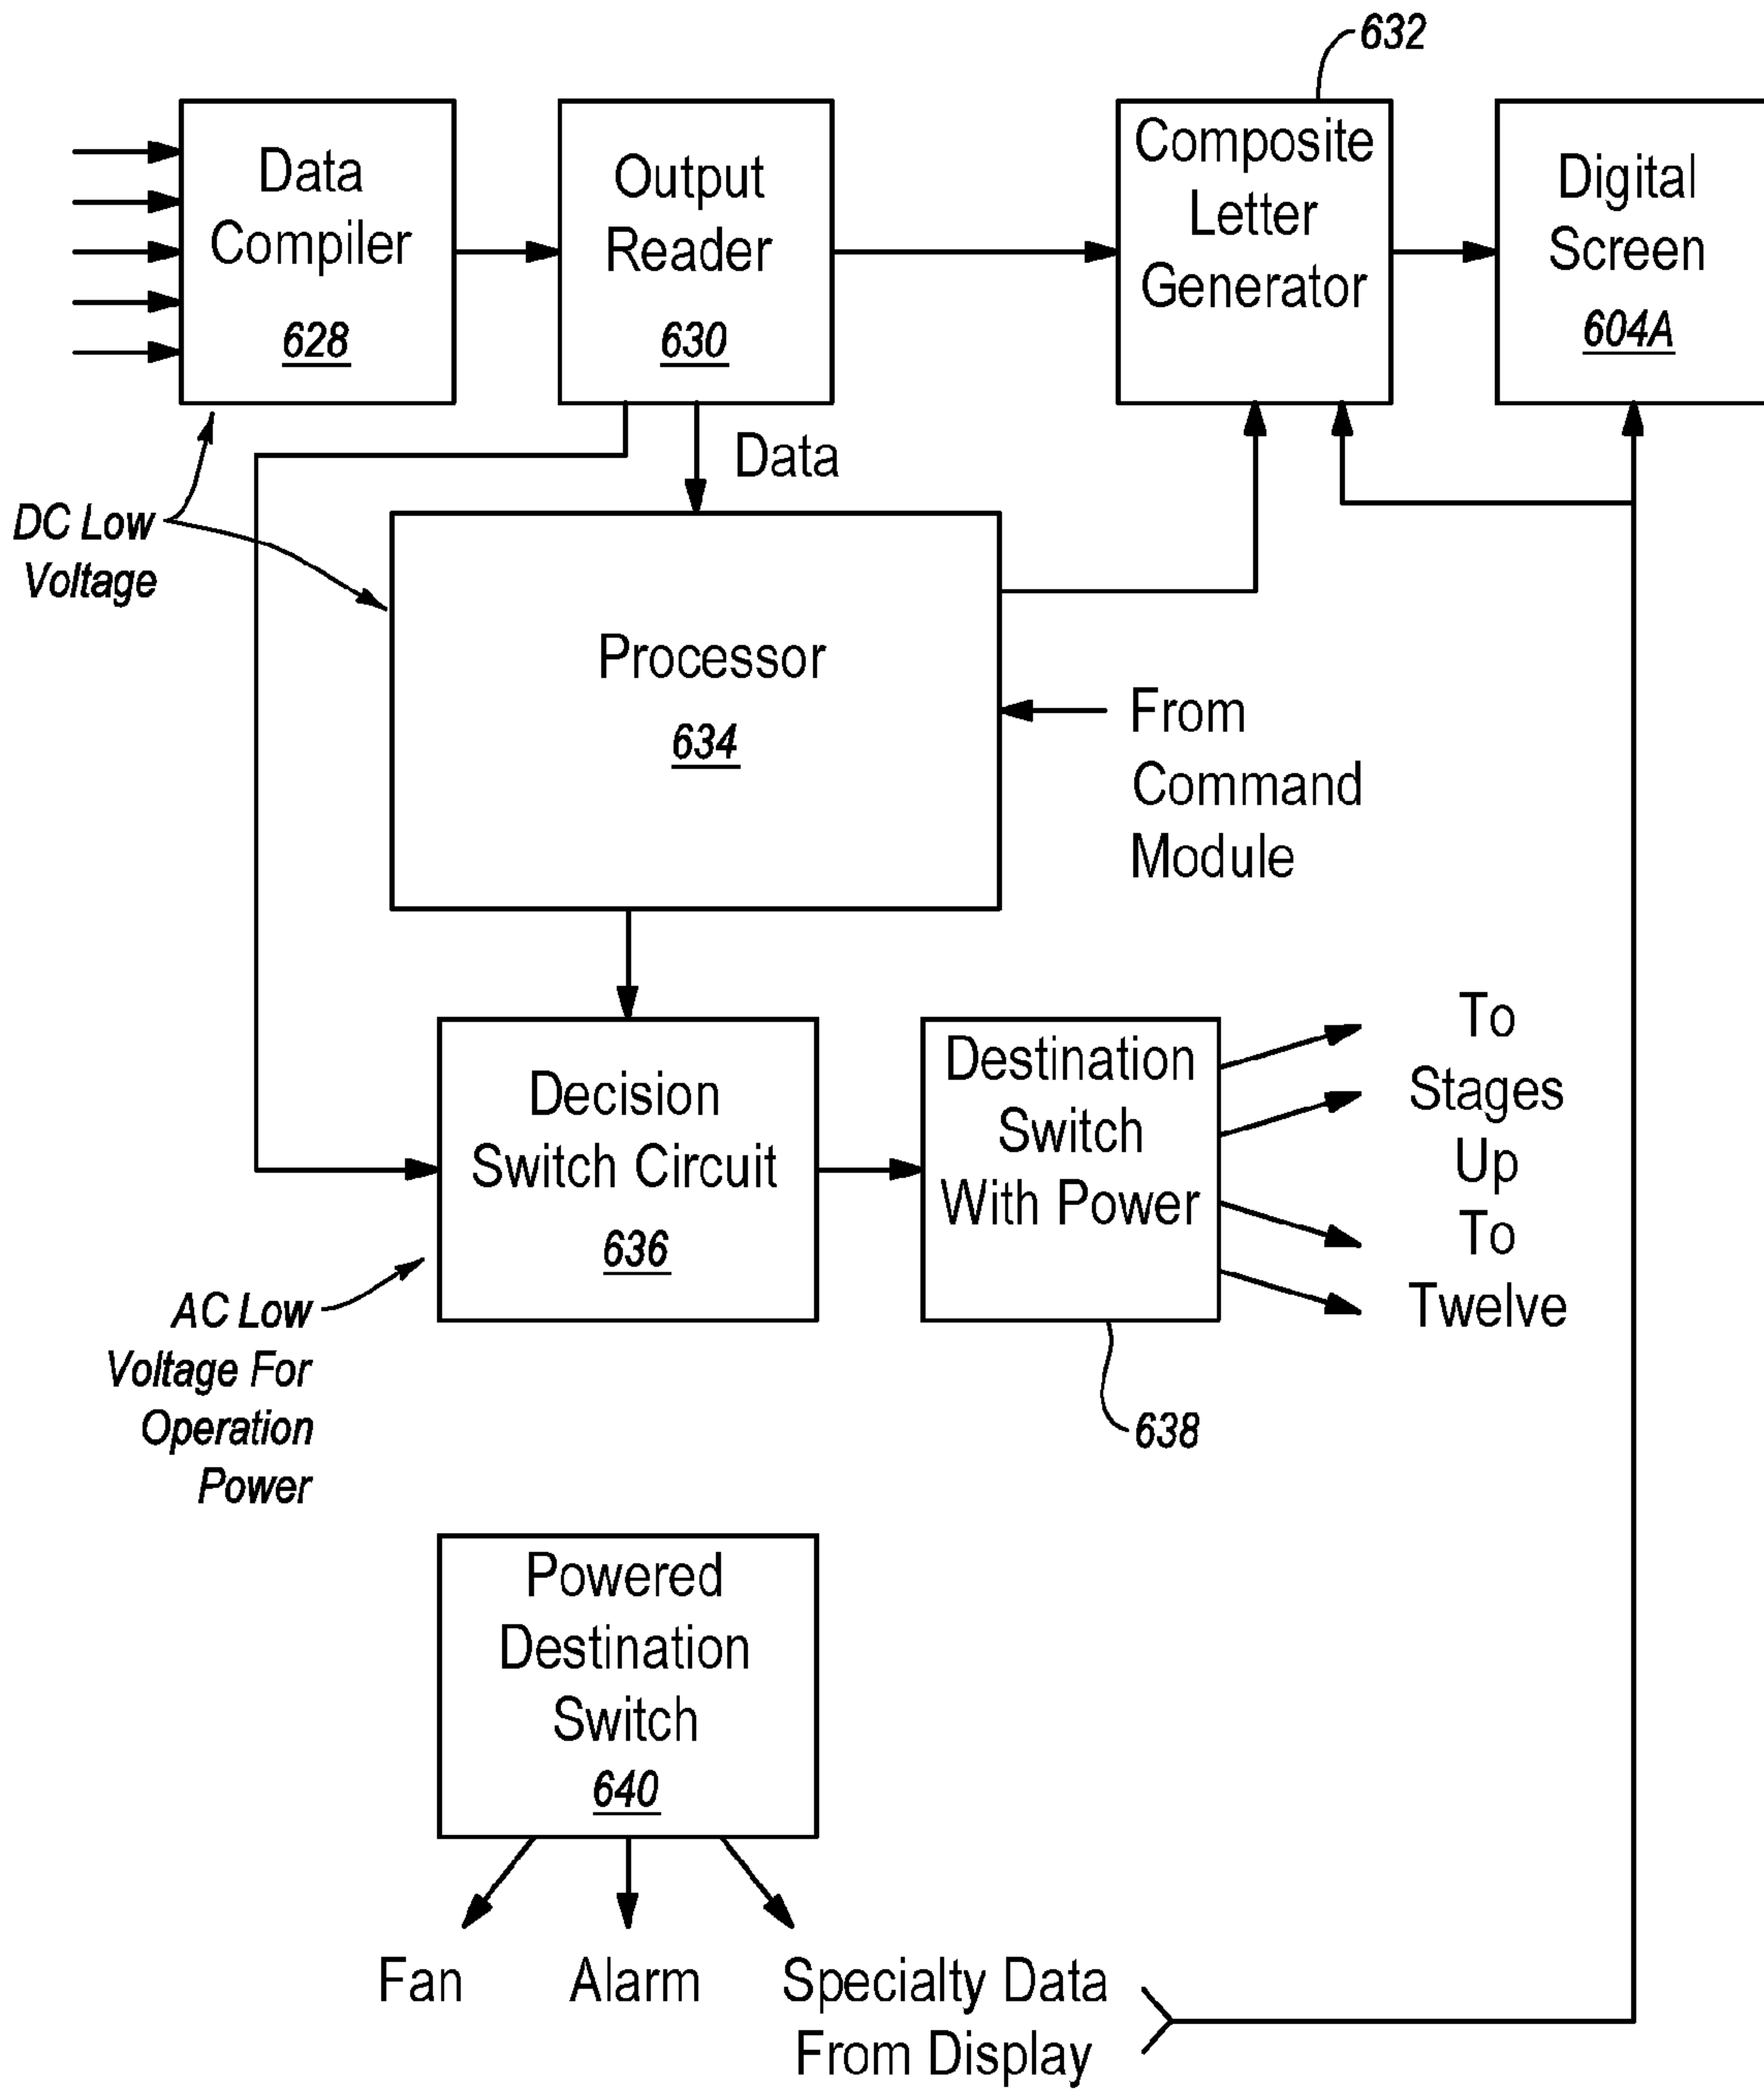 632
Data
Compiler
628
Output
Reader
630
Composite
Letter
Generator
Digital
Screen
604A
Data
DC Low
Voltage
Processor
634
From
Command
Module
Decision
Switch Circuit
636
Destination
Switch
With Power
To
Stages
Up
To
Twelve
AC Low
Voltage For
Operation
Power
638
Powered
Destination
Switch
640
Fan
Alarm
Specialty Data
From Display